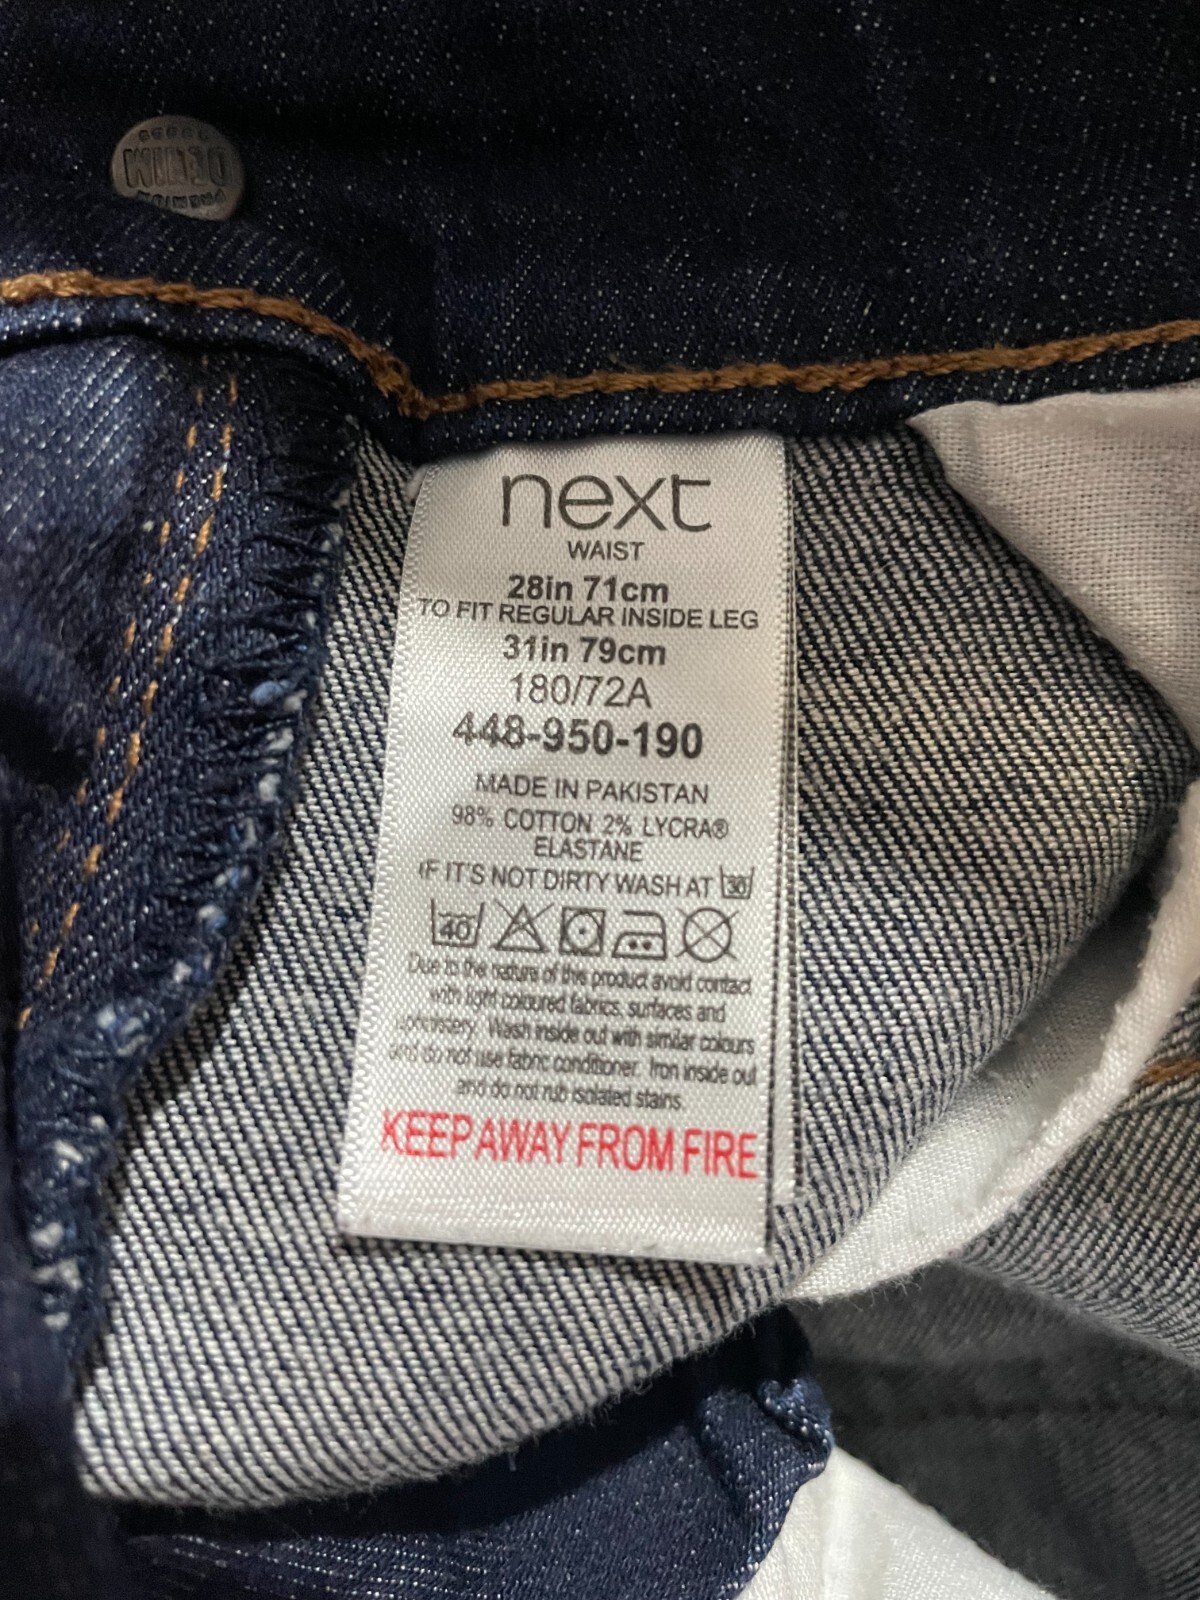 DENIM
next
WAIST
28in 71cm
TO FIT REGULAR INSIDE LEG
31in 79cm
180/72A
448-950-190
MADE IN PAKISTAN
98% COTTON 2% LYCRA®
ELASTANE
IF IT'S NOT DIRTY WASH AT 30
40
Due to the nature of this product avoid contact
with light coloured fabrics, surfaces and
upholstery. Wash inside out with similar colours
and do not use fabric conditioner. Iron inside out
and do not rub isolated stains.
KEEP AWAY FROM FIRE